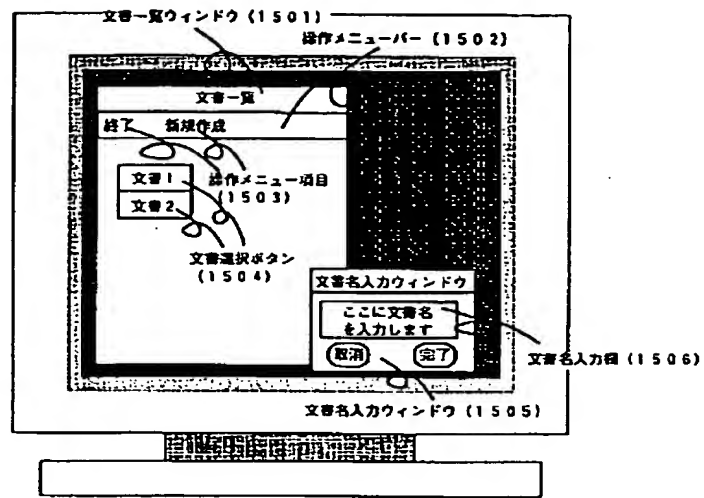 文書一覧ウィンドウ (1501)
操作メニューバー (1502)
文書一覧
終了 新規作成
文書1
文書2
操作メニュー項目
(1503)
文書選択ボタン
(1504)
文書名入力ウィンドウ
ここに文書名
を入力します
取消 完了
文書名入力欄 (1506)
文書名入力ウィンドウ (1505)